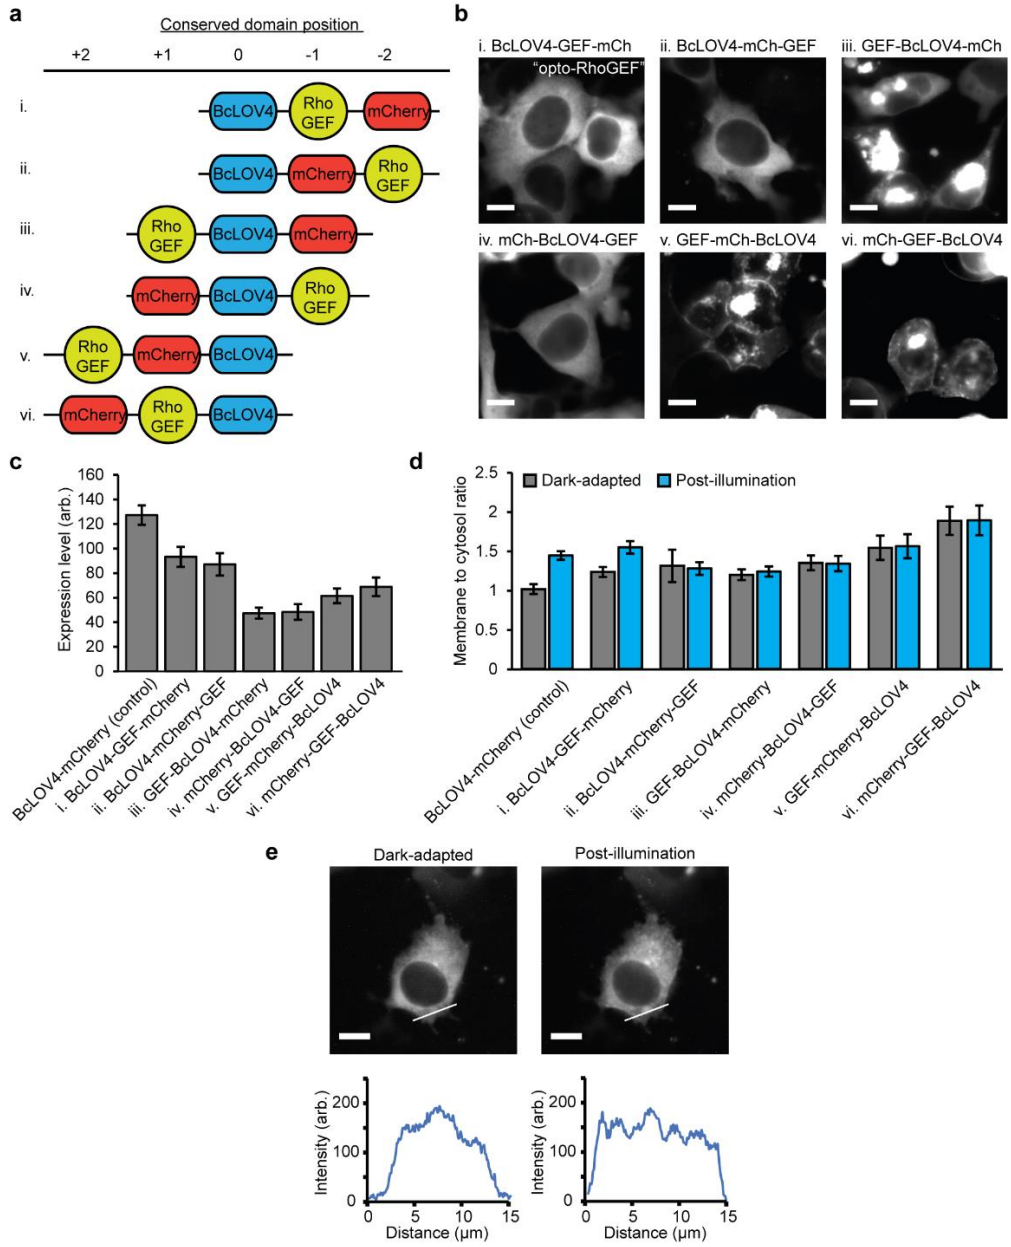 a
Conserved domain position
+2 +1 0 -1 -2
i. BcLOV4 Rho GEF mCherry
ii. BcLOV4 mCherry Rho GEF
iii. Rho GEF BcLOV4 mCherry
iv. mCherry BcLOV4 Rho GEF
v. Rho GEF mCherry BcLOV4
vi. mCherry Rho GEF BcLOV4
b
i. BcLOV4-GEF-mCh ii. BcLOV4-mCh-GEF iii. GEF-BcLOV4-mCh
“opto-RhoGEF”
iv. mCh-BcLOV4-GEF v. GEF-mCh-BcLOV4 vi. mCh-GEF-BcLOV4
c
Expression level (arb.)
160
140
120
100
80
60
40
20
0
BcLOV4-mCherry (control)
i. BcLOV4-GEF-mCherry
ii. BcLOV4-mCherry-GEF
iii. GEF-BcLOV4-mCherry
iv. mCherry-BcLOV4-GEF
v. GEF-mCherry-BcLOV4
vi. mCherry-GEF-BcLOV4
d
Membrane to cytosol ratio
2.5
2
1.5
1
0.5
0
Dark-adapted Post-illumination
BcLOV4-mCherry (control)
i. BcLOV4-GEF-mCherry
ii. BcLOV4-mCherry-GEF
iii. GEF-BcLOV4-mCherry
iv. mCherry-BcLOV4-GEF
v. GEF-mCherry-BcLOV4
vi. mCherry-GEF-BcLOV4
e
Dark-adapted Post-illumination
Intensity (arb.)
200
100
0
0 5 10 15
Distance (μm)
Intensity (arb.)
200
100
0
0 5 10 15
Distance (μm)